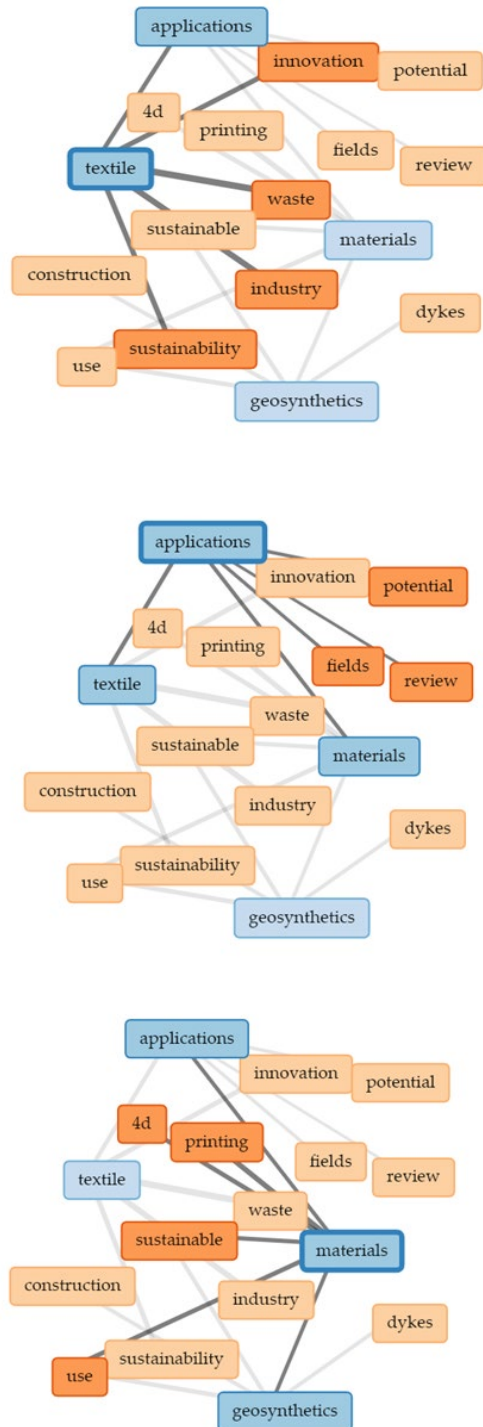 applications
innovation
potential
4d
printing
fields
review
textile
waste
sustainable
materials
construction
industry
dykes
sustainability
use
geosynthetics
applications
innovation
potential
4d
printing
fields
review
textile
waste
sustainable
materials
construction
industry
dykes
sustainability
use
geosynthetics
applications
innovation
potential
4d
printing
fields
review
textile
waste
sustainable
materials
construction
industry
dykes
sustainability
use
geosynthetics